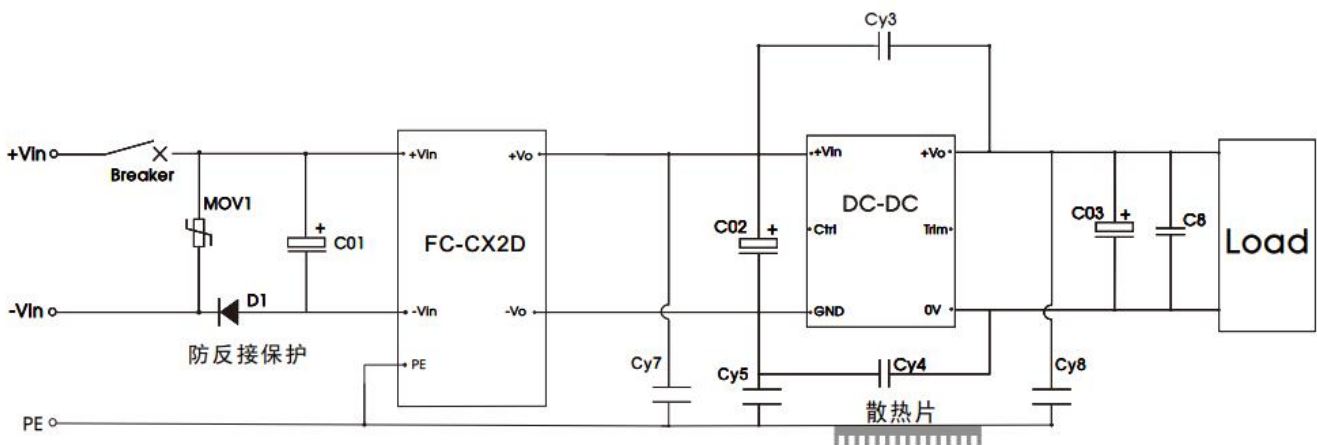 Cy3
+Vin
Breaker
+Vin
+Vo
+Vin
+Vo
MOV1
C01
+
FC-CX2D
C02
+
DC-DC
Ctrl
Trim
C03
+
C8
Load
-Vin
D1
-Vin
-Vo
GND
0V
防反接保护
PE
Cy7
Cy5
Cy4
Cy8
PE
散热片